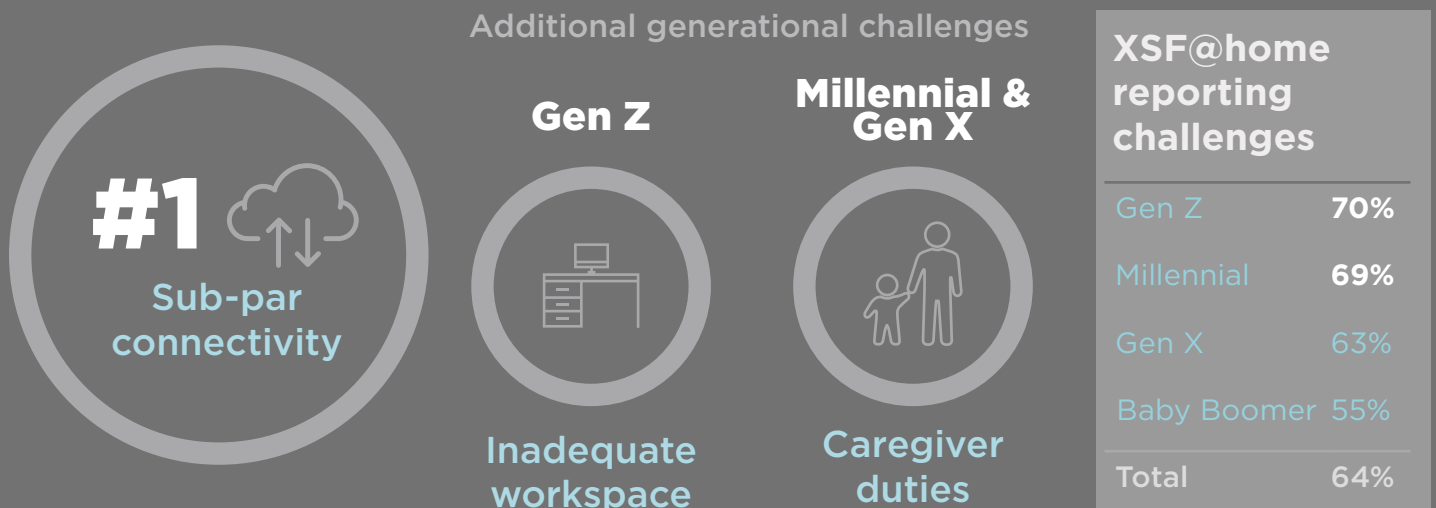 Additional generational challenges
#1
Sub-par
connectivity
Gen Z
Inadequate
workspace
Millennial &
Gen X
Caregiver
duties
XSF@home
reporting
challenges
Gen Z 70%
Millennial 69%
Gen X 63%
Baby Boomer 55%
Total 64%